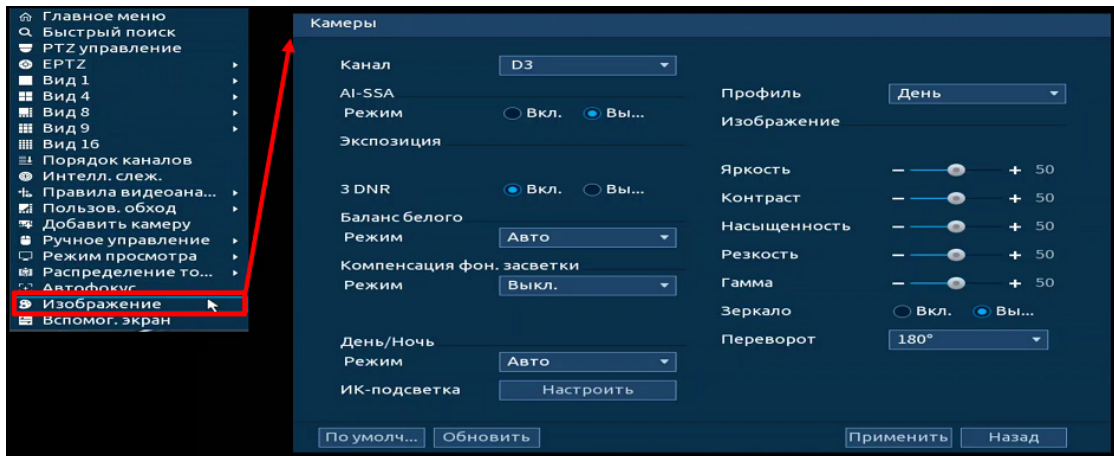 Главное меню
Быстрый поиск
PTZ управление
EPTZ
Вид 1
Вид 4
Вид 8
Вид 9
Вид 16
Порядок каналов
Интелл. слеж.
Правила видеоана...
Пользов. обход
Добавить камеру
Ручное управление
Режим просмотра
Распределение то...
Автофокус
Изображение
Вспомог. экран
Камеры
Канал D3
AI-SSA
Режим Вкл. Вы...
Экспозиция
3 DNR Вкл. Вы...
Баланс белого
Режим Авто
Компенсация фон. засветки
Режим Выкл.
День/Ночь
Режим Авто
ИК-подсветка Настроить
Профиль День
Изображение
Яркость 50
Контраст 50
Насыщенность 50
Резкость 50
Гамма 50
Зеркало Вкл. Вы...
Переворот 180°
По умолч... Обновить Применить Назад